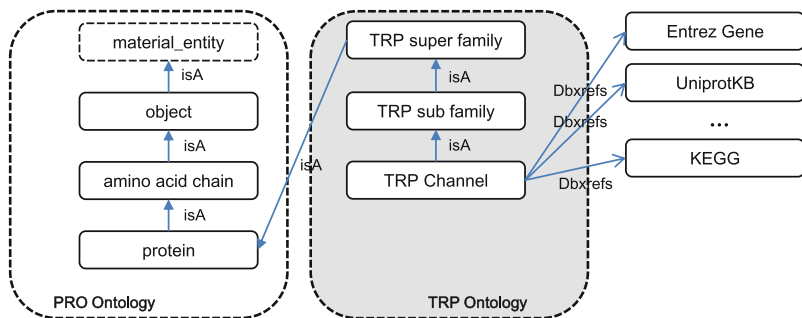 material_entity
isA
object
isA
amino acid chain
isA
protein
PRO Ontology
isA
TRP super family
isA
TRP sub family
isA
TRP Channel
TRP Ontology
Dbxrefs
Dbxrefs
Dbxrefs
Entrez Gene
UniprotKB
...
KEGG